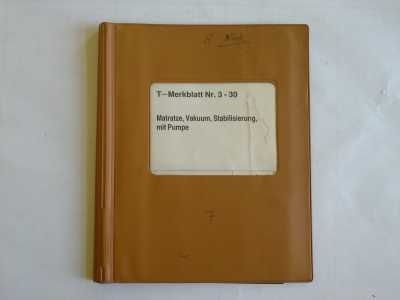 T-Merkblatt Nr. 3 - 30
Matratze, Vakuum, Stabilisierung,
mit Pumpe
7